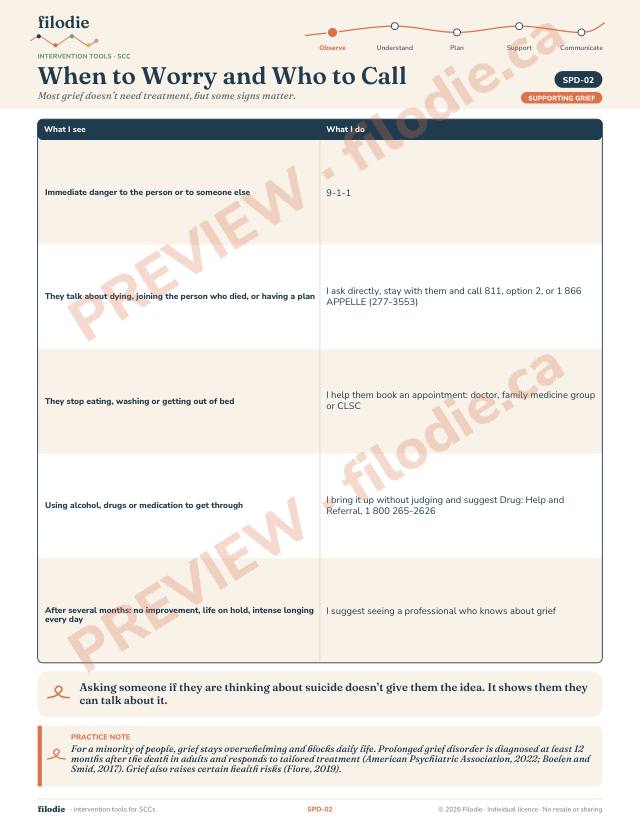 filodie
INTERVENTION TOOLS · SCC
Observe
Understand
Plan
Support
Communicate
When to Worry and Who to Call
Most grief doesn't need treatment, but some signs matter.
SPD-02
SUPPORTING GRIEF
What I see
What I do
Immediate danger to the person or to someone else
9-1-1
They talk about dying, joining the person who died, or having a plan
I ask directly, stay with them and call 811, option 2, or 1 866
APPELLE (277-3553)
They stop eating, washing or getting out of bed
I help them book an appointment: doctor, family medicine group
or CLSC
Using alcohol, drugs or medication to get through
I bring it up without judging and suggest Drug: Help and
Referral, 1 800 265-2626
After several months: no improvement, life on hold, intense longing
every day
I suggest seeing a professional who knows about grief
PREVIEW · filodie.ca
PREVIEW · filodie.ca
Asking someone if they are thinking about suicide doesn't give them the idea. It shows them they
can talk about it.
PRACTICE NOTE
For a minority of people, grief stays overwhelming and blocks daily life. Prolonged grief disorder is diagnosed at least 12
months after the death in adults and responds to tailored treatment (American Psychiatric Association, 2022; Boelen and
Smid, 2017). Grief also raises certain health risks (Fiore, 2019).
filodie · intervention tools for SCCs
SPD-02
© 2026 Filodie · Individual licence · No resale or sharing